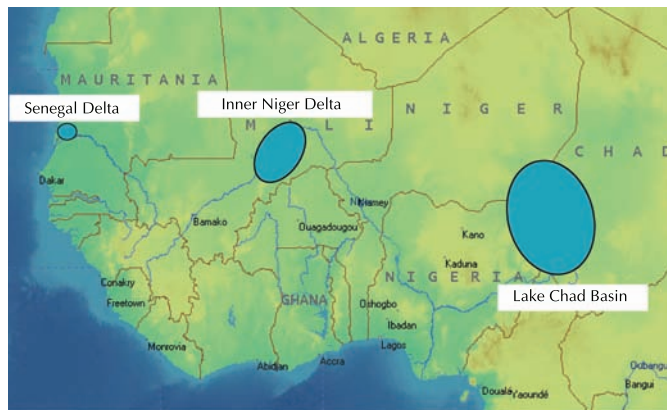 ALGERIA
MAURITANIA
Senegal Delta
Inner Niger Delta
MALI
NIGER
CHAD
Dakar
Niamey
Bamako
Ouagadougou
Kano
Kaduna
NIGERIA
Conakry
Freetown
GHANA
Oshogbo
Lake Chad Basin
Ibadan
Monrovia
Lagos
Abidjan
Accra
Douala
Yaoundé
Bangui